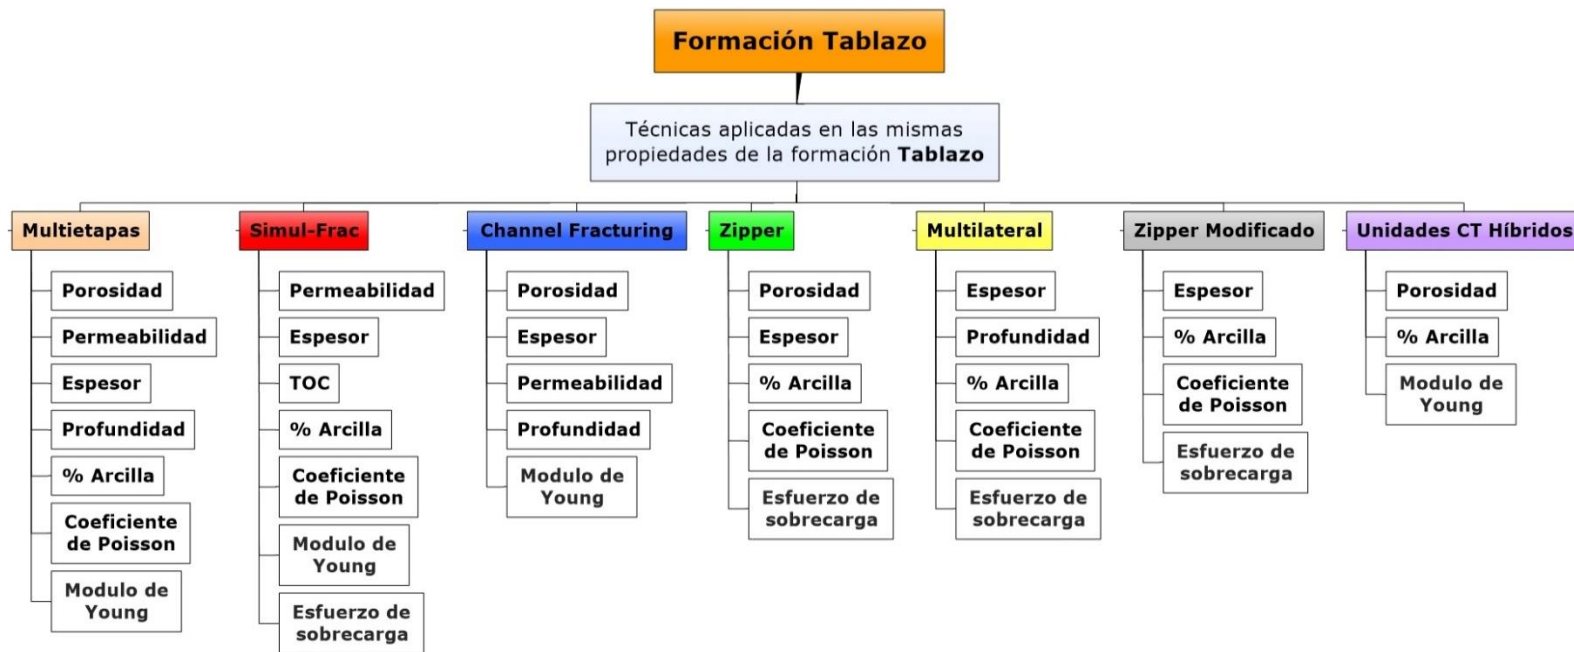 Formación Tablazo
Técnicas aplicadas en las mismas
propiedades de la formación Tablazo
Multietapas
Porosidad
Permeabilidad
Espesor
Profundidad
% Arcilla
Coeficiente
de Poisson
Modulo de
Young
Simul-Frac
Permeabilidad
Espesor
TOC
% Arcilla
Coeficiente
de Poisson
Modulo de
Young
Esfuerzo de
sobrecarga
Channel Fracturing
Porosidad
Espesor
Permeabilidad
Profundidad
Modulo de
Young
Zipper
Porosidad
Espesor
% Arcilla
Coeficiente
de Poisson
Esfuerzo de
sobrecarga
Multilateral
Espesor
Profundidad
% Arcilla
Coeficiente
de Poisson
Esfuerzo de
sobrecarga
Zipper Modificado
Espesor
% Arcilla
Coeficiente
de Poisson
Esfuerzo de
sobrecarga
Unidades CT Híbridos
Porosidad
% Arcilla
Modulo de
Young